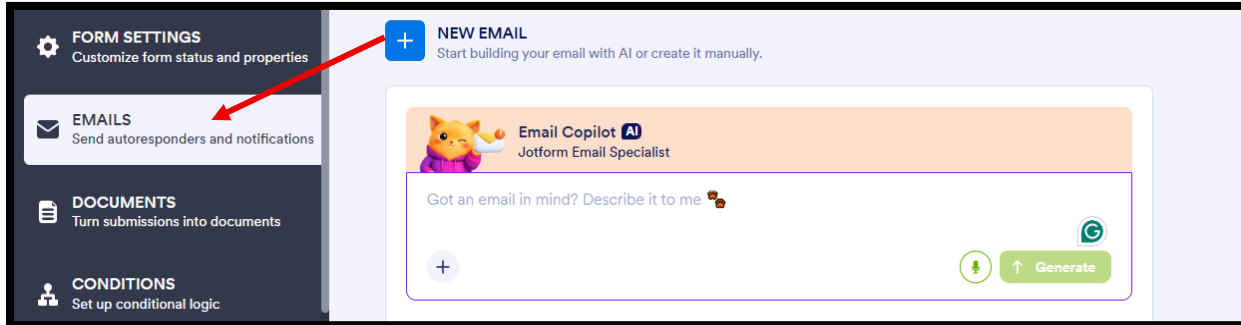 FORM SETTINGS
Customize form status and properties
EMAILS
Send autoresponders and notifications
DOCUMENTS
Turn submissions into documents
CONDITIONS
Set up conditional logic
NEW EMAIL
Start building your email with AI or create it manually.
Email Copilot AI
Jotform Email Specialist
Got an email in mind? Describe it to me
G
Generate